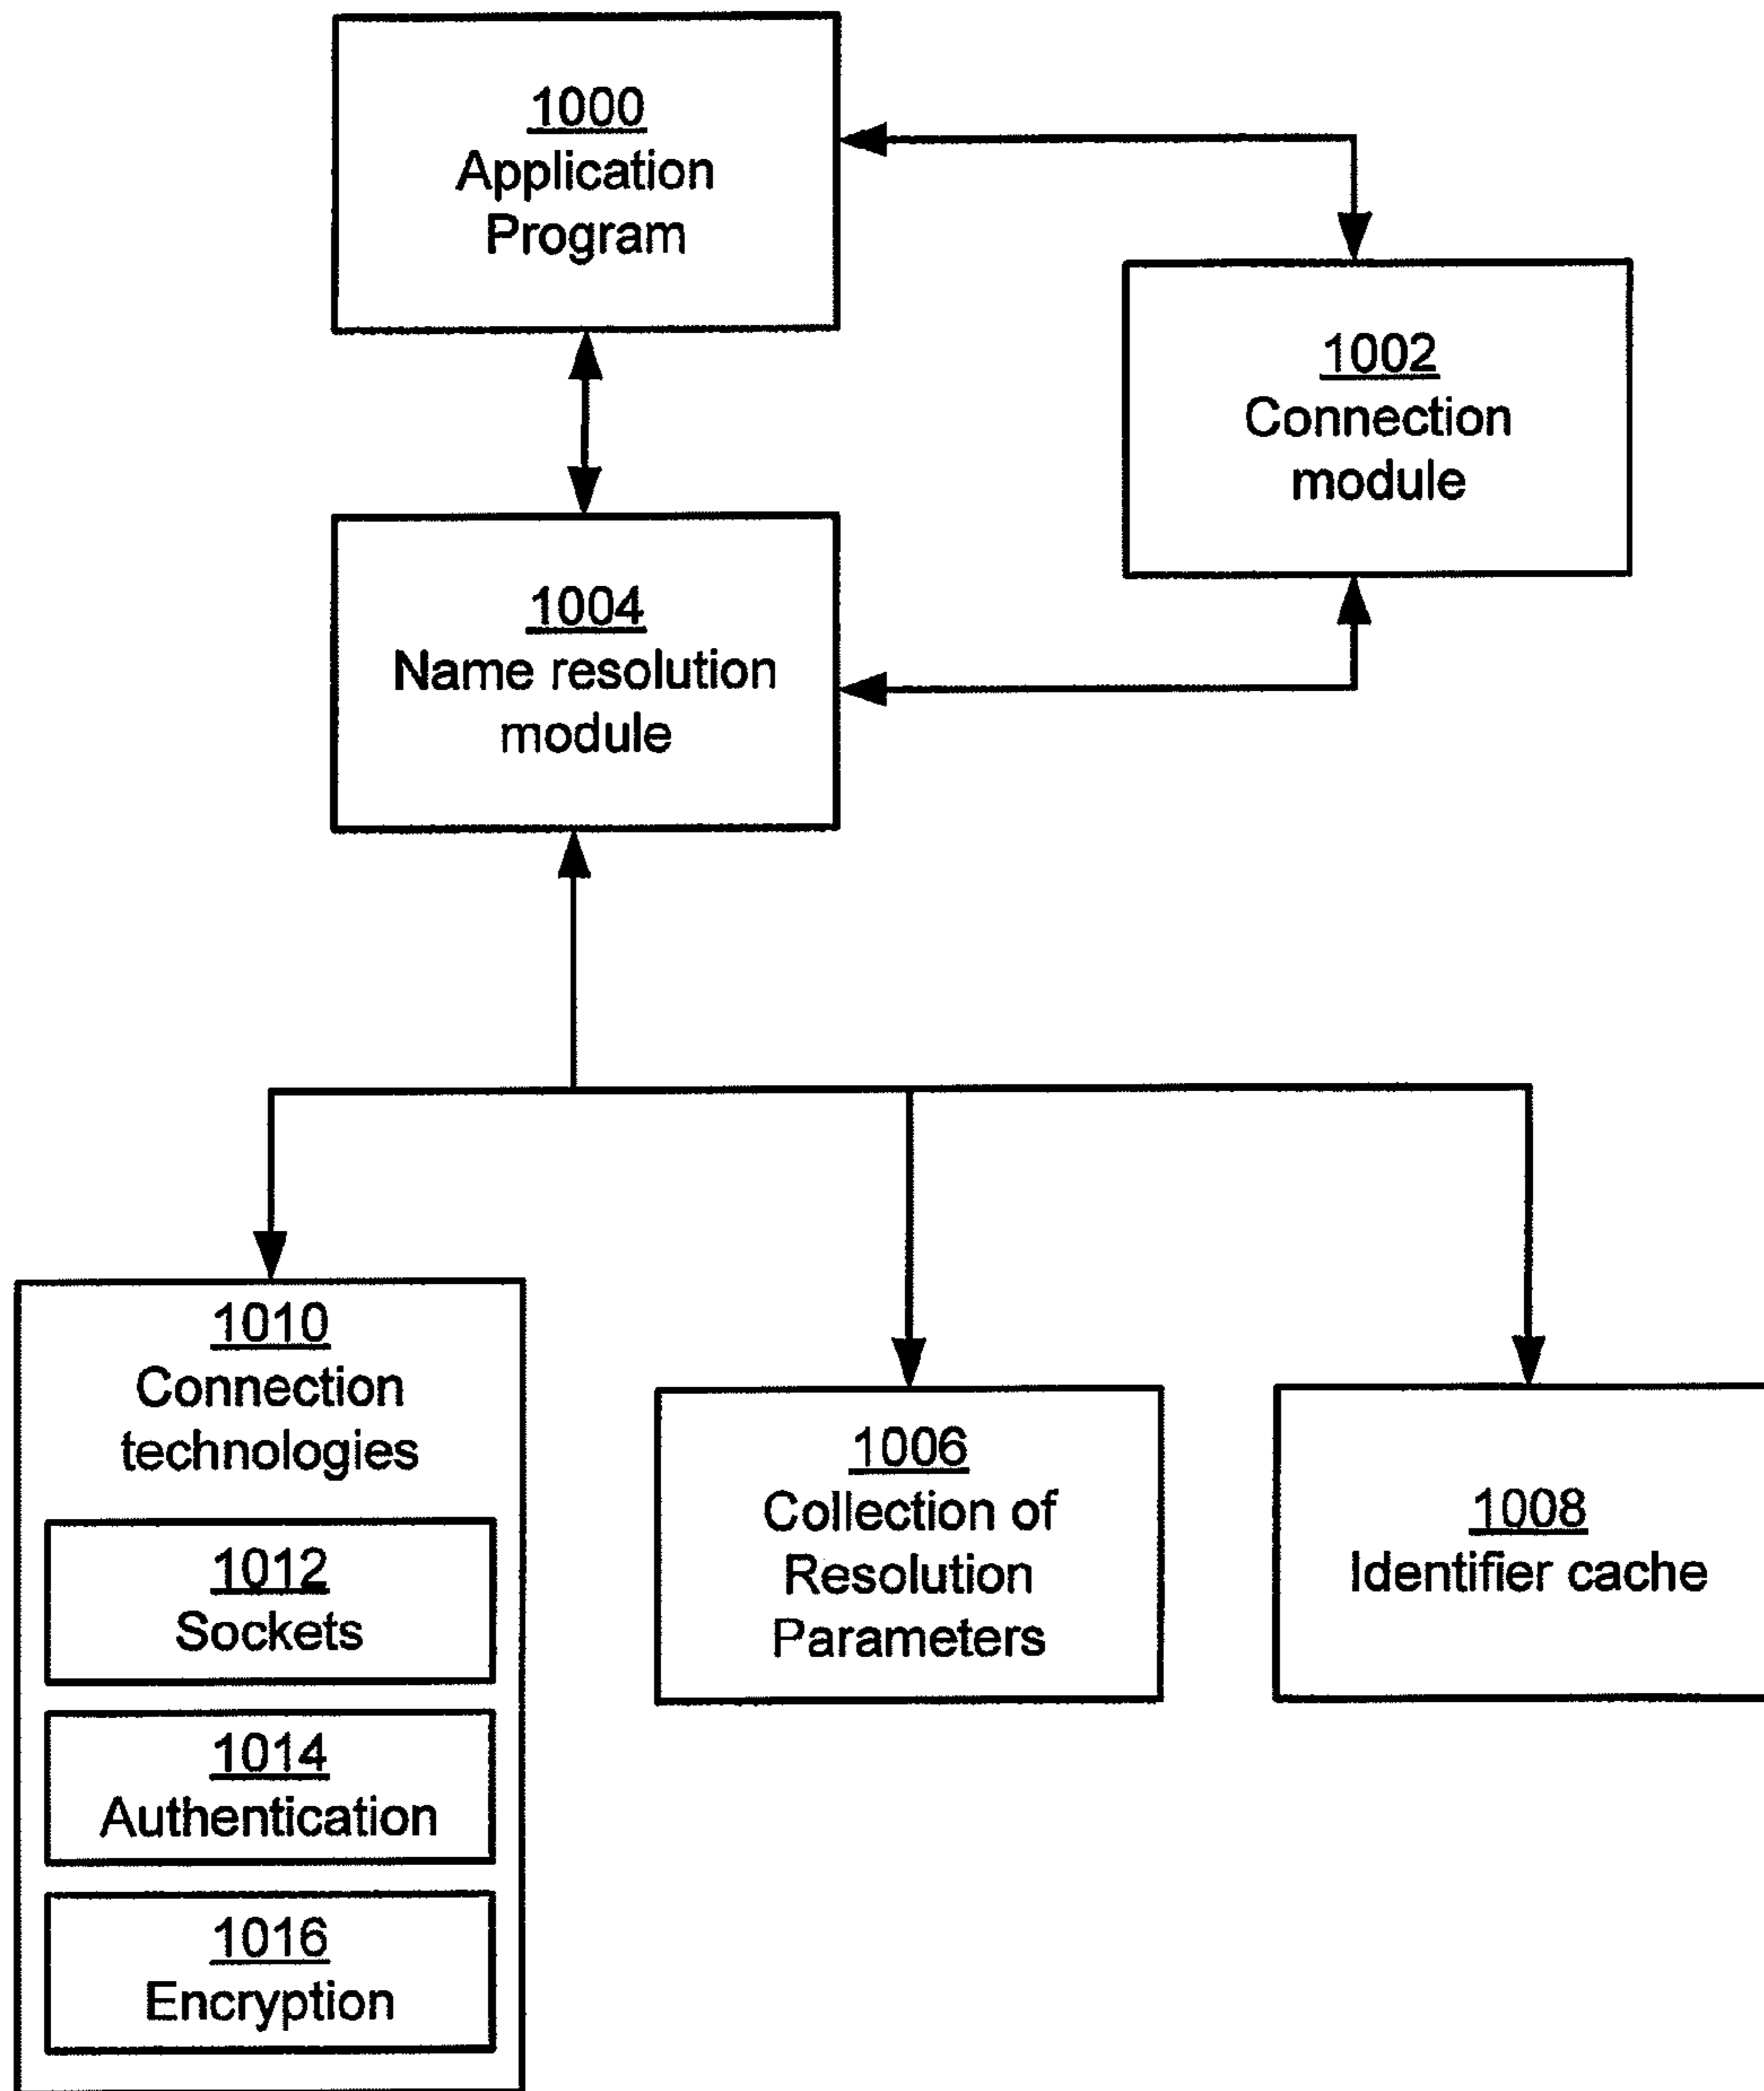 1000
Application
Program
1002
Connection
module
1004
Name resolution
module
1010
Connection
technologies
1012
Sockets
1014
Authentication
1016
Encryption
1006
Collection of
Resolution
Parameters
1008
Identifier cache